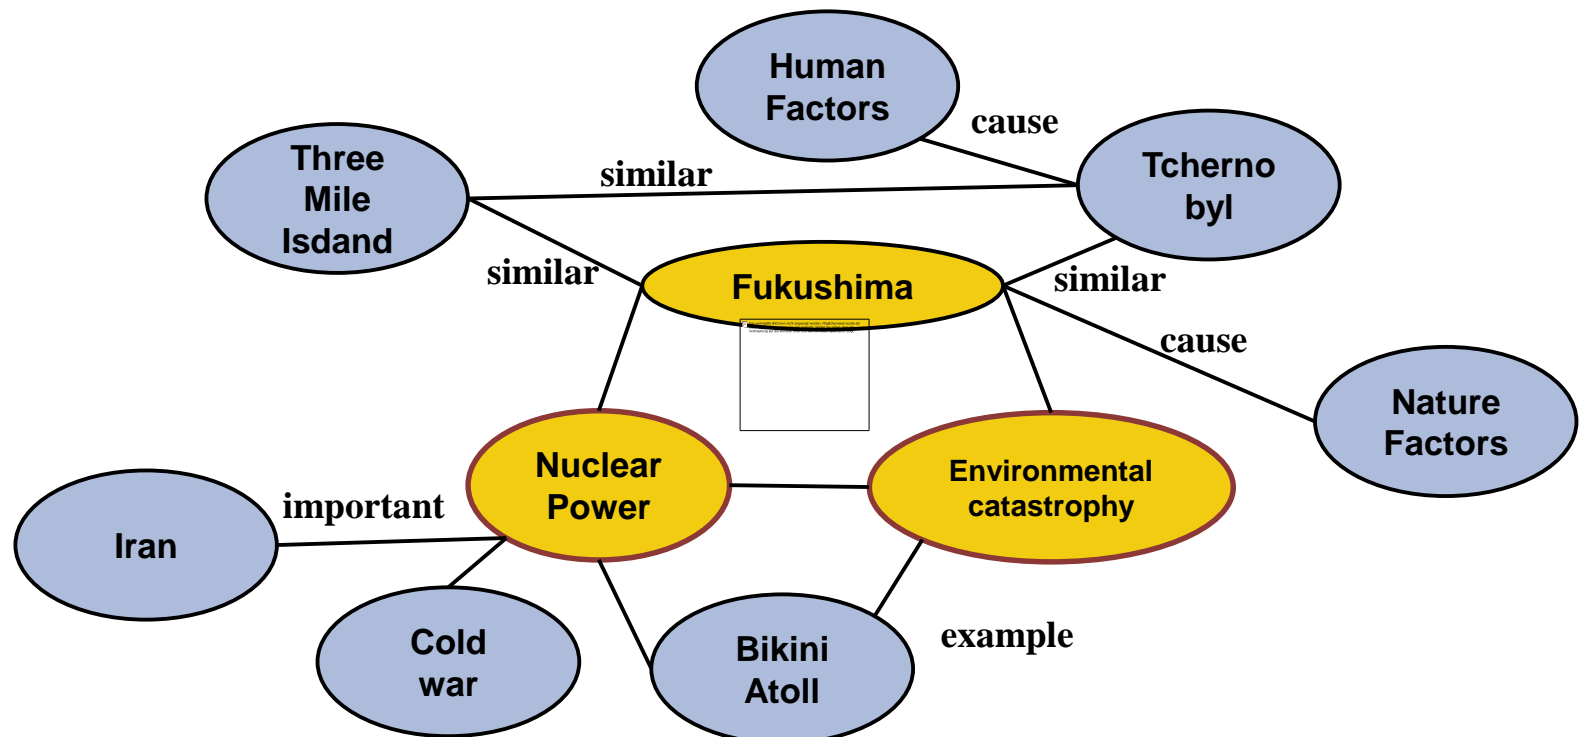 Human
Factors
cause
Three
Mile
Isdand
similar
Tcherno
byl
similar
Fukushima
similar
cause
Nature
Factors
Nuclear
Power
Environmental
catastrophy
important
Iran
Cold
war
Bikini
Atoll
example